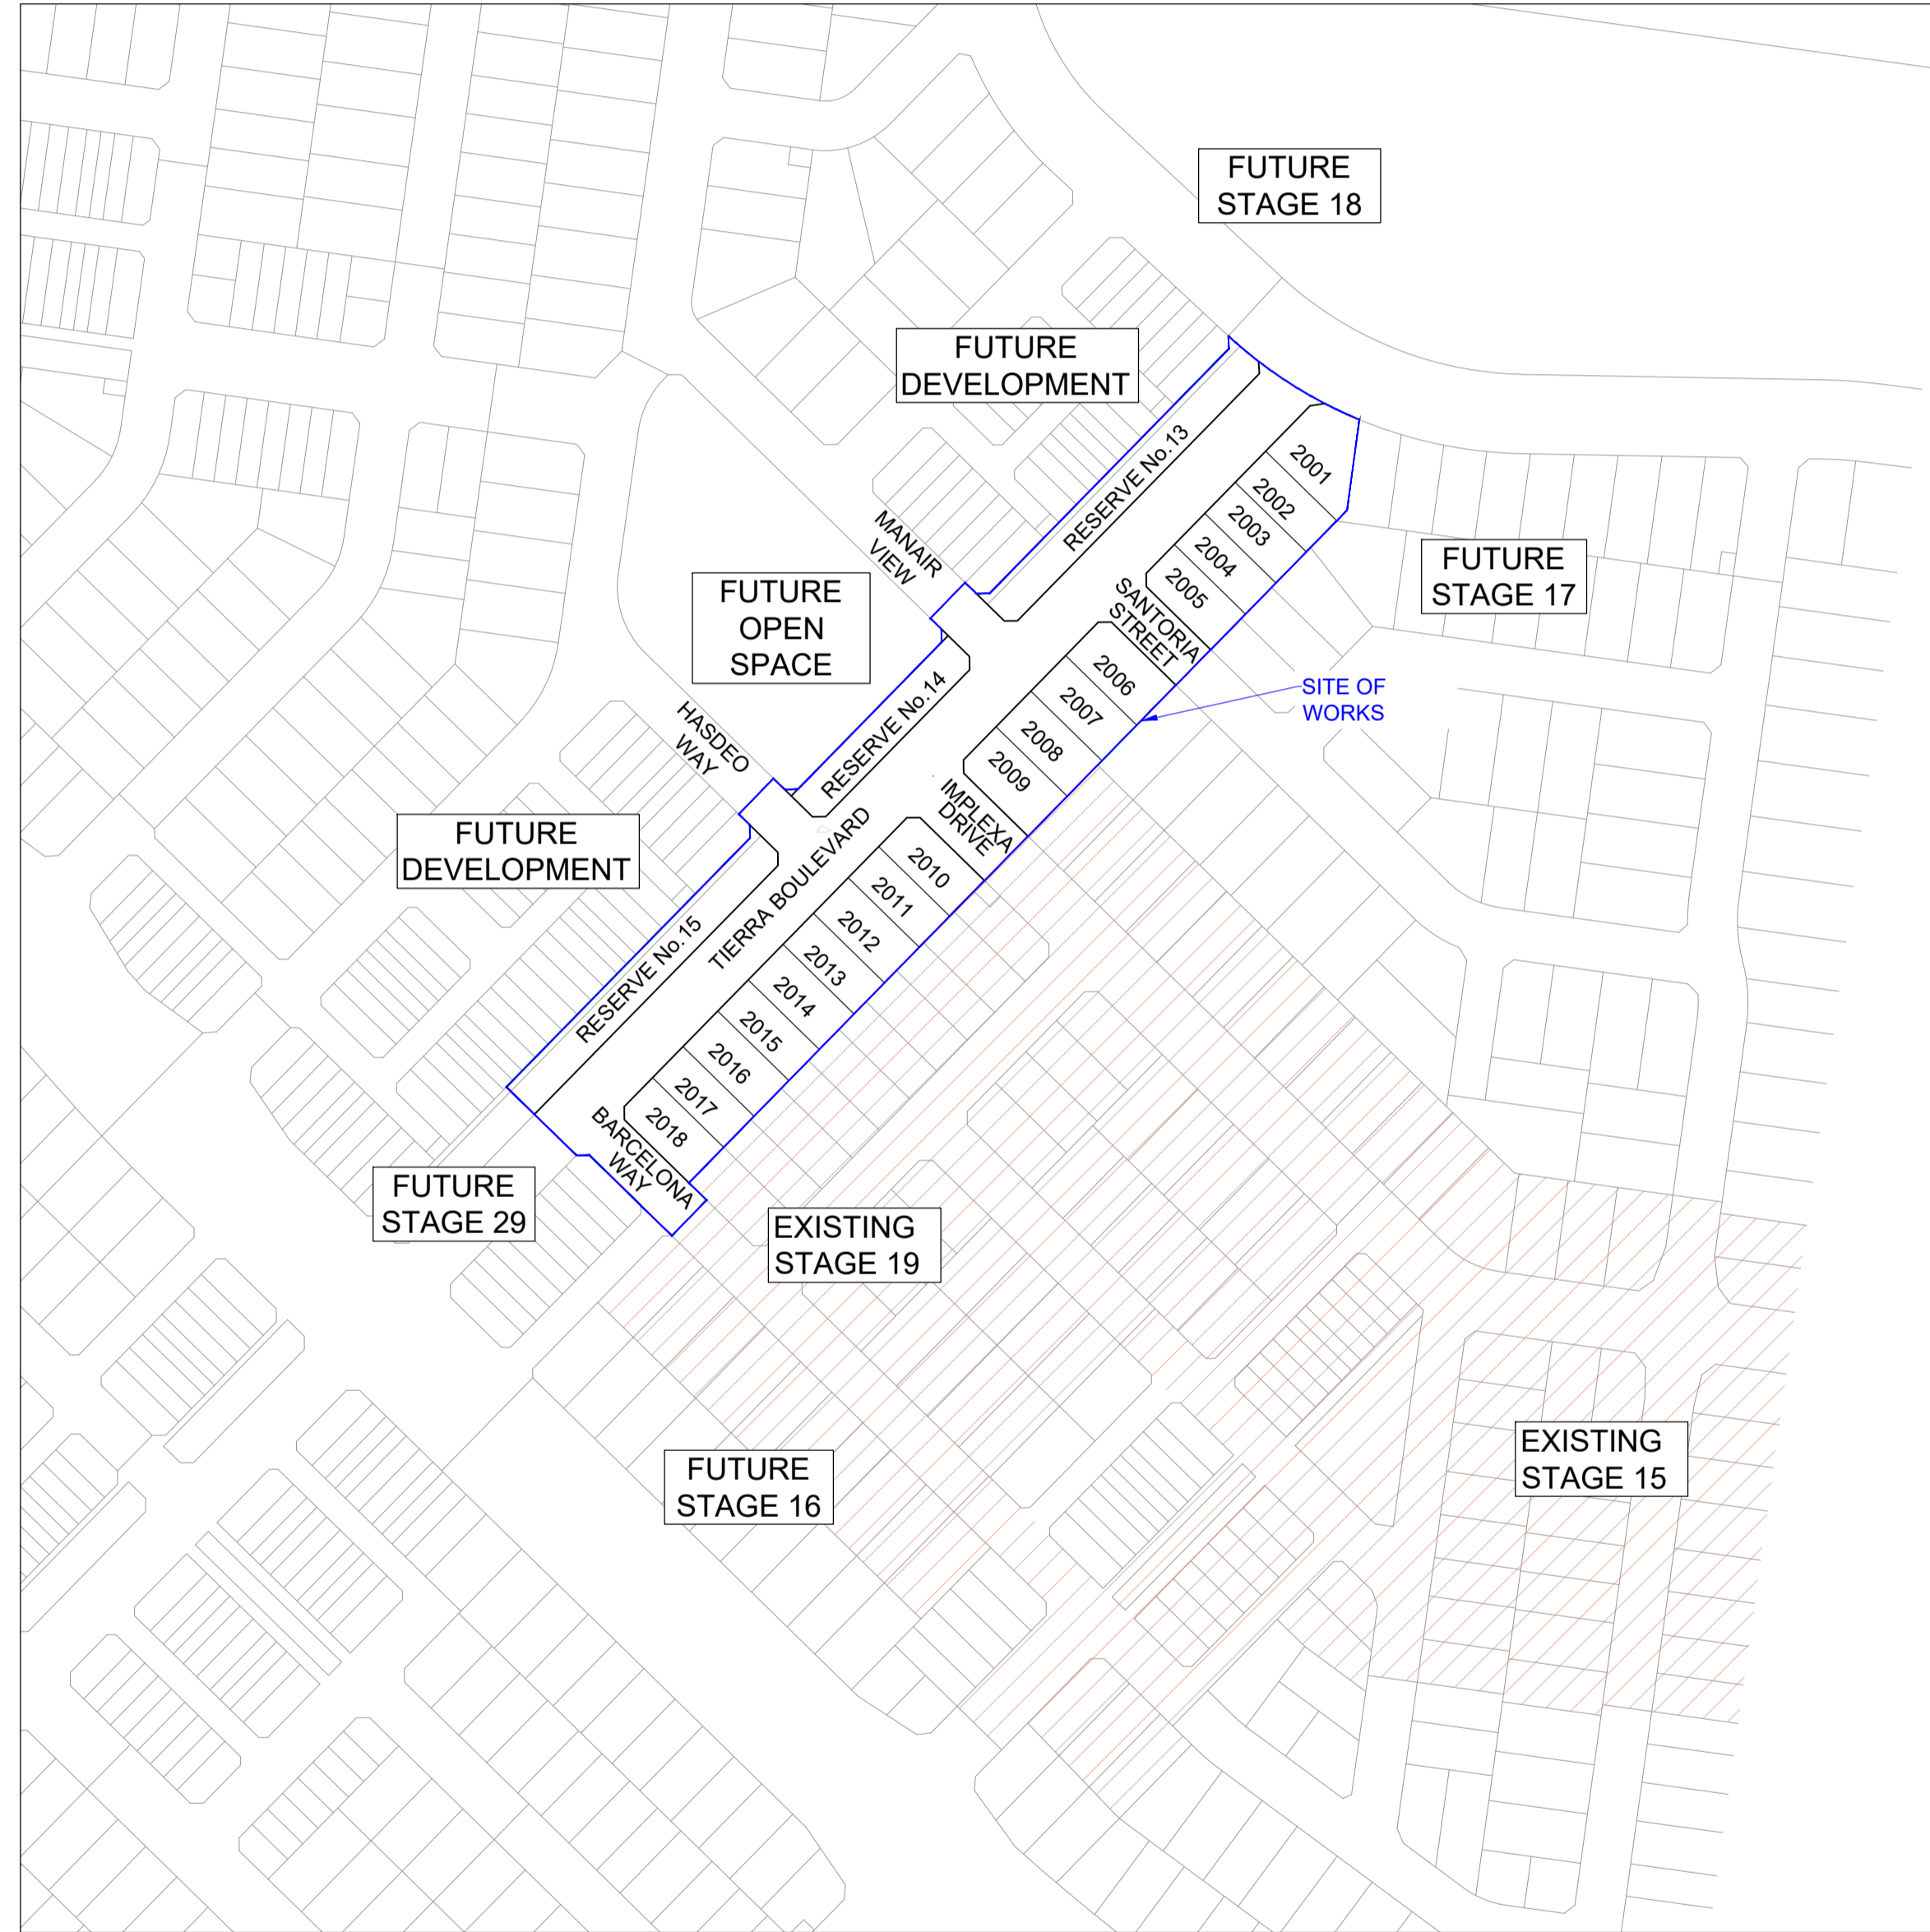 FUTURE
STAGE 18
FUTURE
DEVELOPMENT
RESERVE No.13
2001
2002
2003
2004
2005
MANAIR
VIEW
FUTURE
STAGE 17
FUTURE
OPEN
SPACE
SANTORIA
STREET
2006
2007
2008
2009
SITE OF
WORKS
RESERVE No.14
HASDEO
WAY
IMPLEXA
DRIVE
FUTURE
DEVELOPMENT
TIERRA BOULEVARD
2010
2011
2012
2013
2014
2015
2016
2017
2018
RESERVE No.15
BARCELONA
WAY
FUTURE
STAGE 29
EXISTING
STAGE 19
FUTURE
STAGE 16
EXISTING
STAGE 15